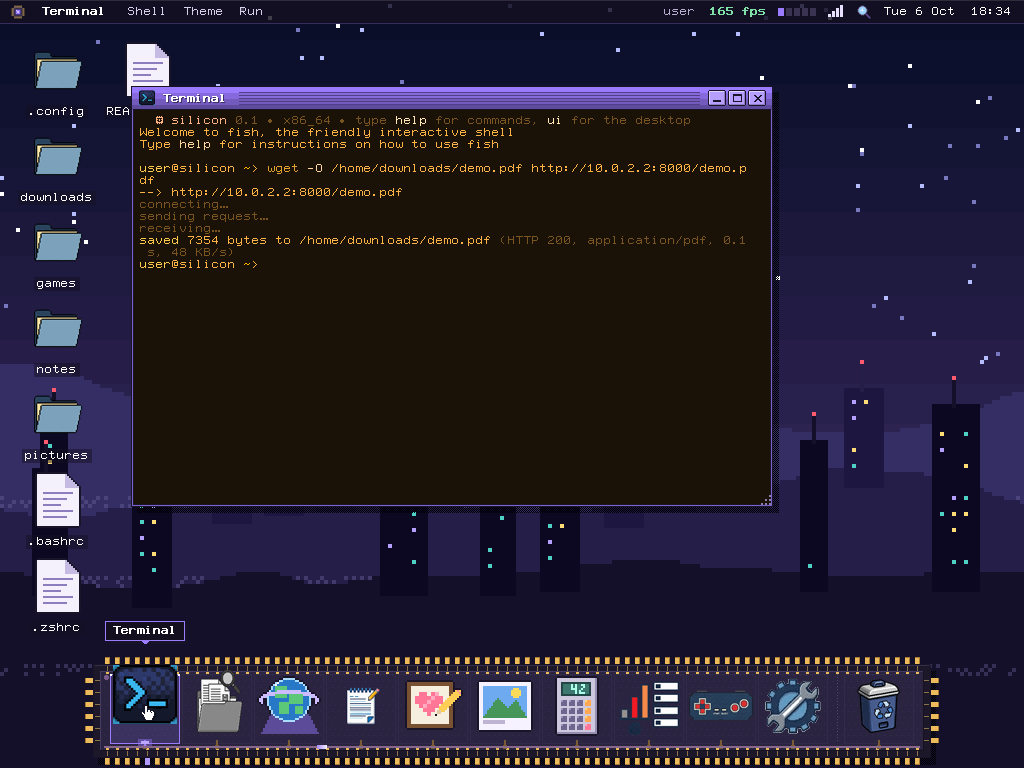 Terminal Shell Theme Run user 165 fps Tue 6 Oct 18:34
.config
REA
downloads
games
notes
pictures
.bashrc
.zshrc
Terminal
silicon 0.1 • x86_64 • type help for commands, ui for the desktop
Welcome to fish, the friendly interactive shell
Type help for instructions on how to use fish
user@silicon ~> wget -O /home/downloads/demo.pdf http://10.0.2.2:8000/demo.p
df
--> http://10.0.2.2:8000/demo.pdf
connecting…
sending request…
receiving…
saved 7354 bytes to /home/downloads/demo.pdf (HTTP 200, application/pdf, 0.1
s, 48 KB/s)
user@silicon ~>
Terminal
42